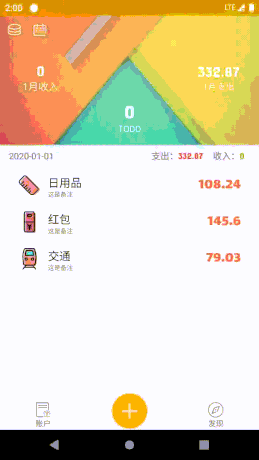 2:00 LTE
0 332.87
1月收入 1月支出
0
TODO
2020-01-01 支出: 332.87 收入: 0
日用品 108.24
这是备注
红包 145.6
这是备注
交通 79.03
这是备注
账户 发现